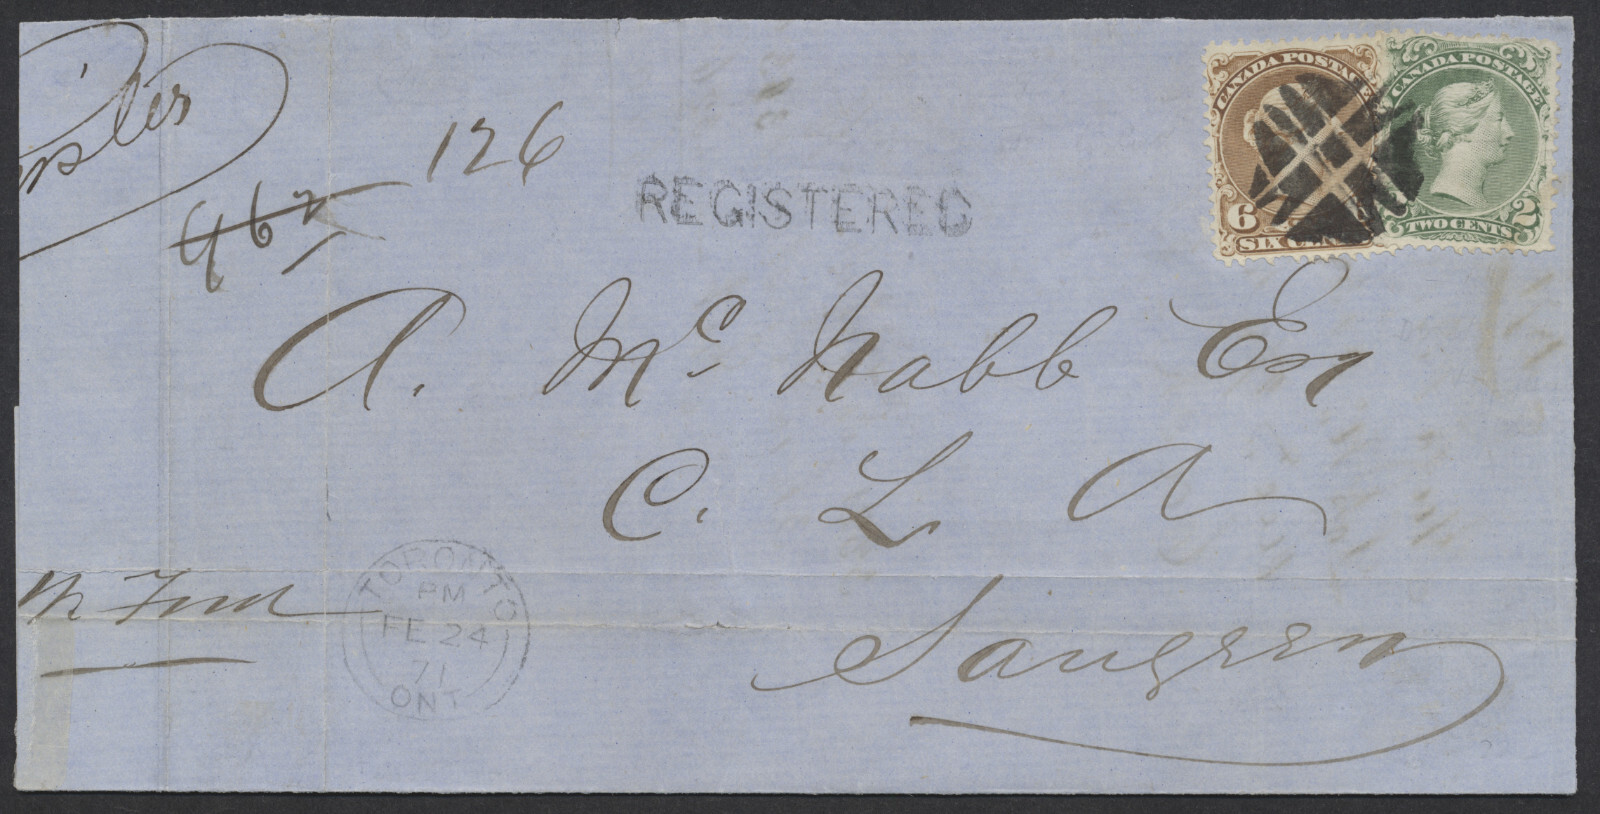 CANADA POSTAGE
6
SIX CENTS
CANADA POSTAGE
TWO CENTS 2
126
REGISTERED
A. McNabb Esq
C. L. A
Saugeen
TORONTO
PM
FE 24
71
ONT